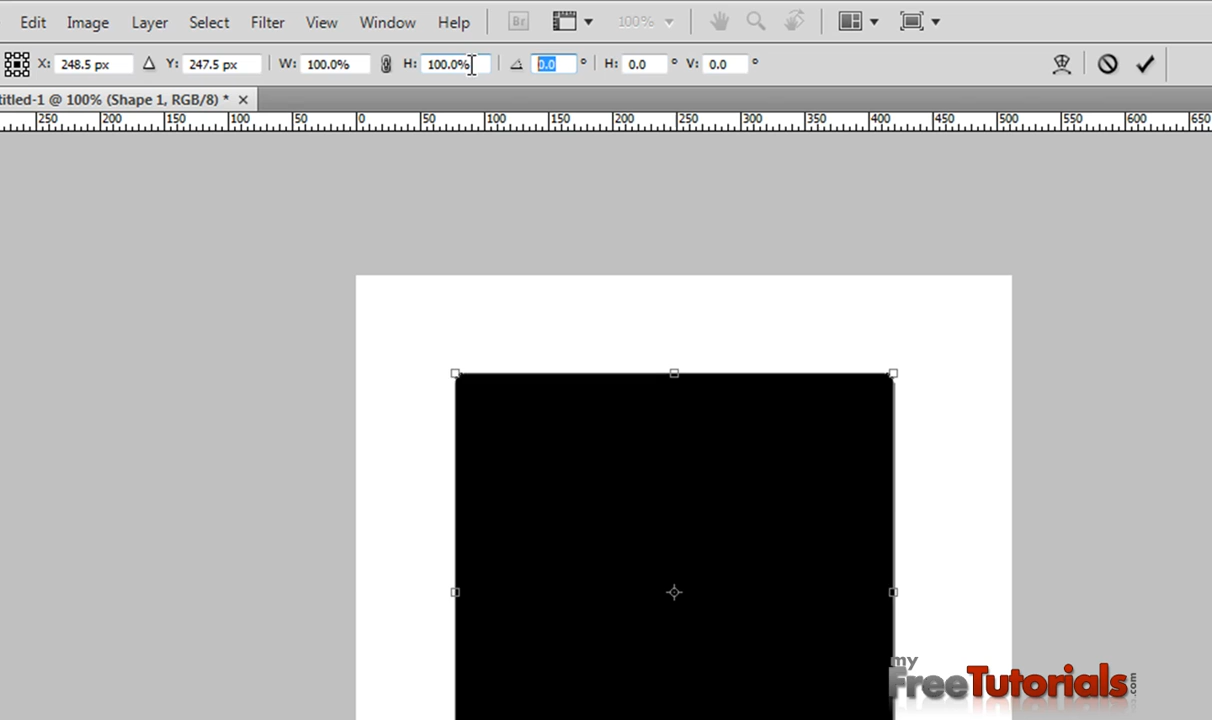 Edit Image Layer Select Filter View Window Help Br 100%
X: 248.5 px Y: 247.5 px W: 100.0% H: 100.0% 0.0 ° H: 0.0 ° V: 0.0 °
titled-1 @ 100% (Shape 1, RGB/8) *
250 200 150 100 50 0 50 100 150 200 250 300 350 400 450 500 550 600 650
my
FreeTutorials.com